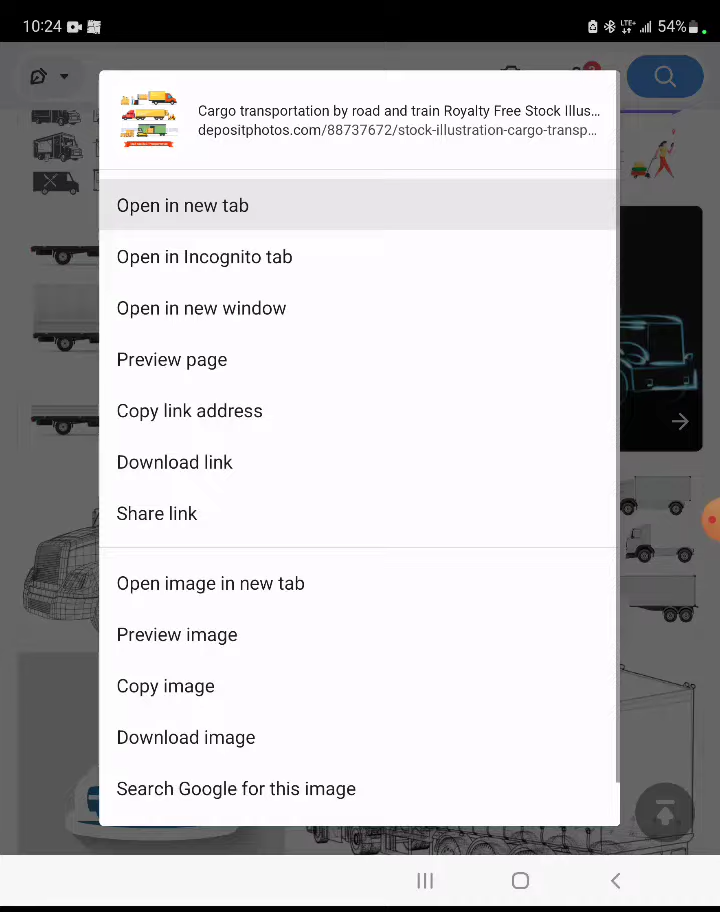 10:24
LTE+
54%
Cargo transportation by road and train Royalty Free Stock Illus...
depositphotos.com/88737672/stock-illustration-cargo-transp...
Open in new tab
Open in Incognito tab
Open in new window
Preview page
Copy link address
Download link
Share link
Open image in new tab
Preview image
Copy image
Download image
Search Google for this image